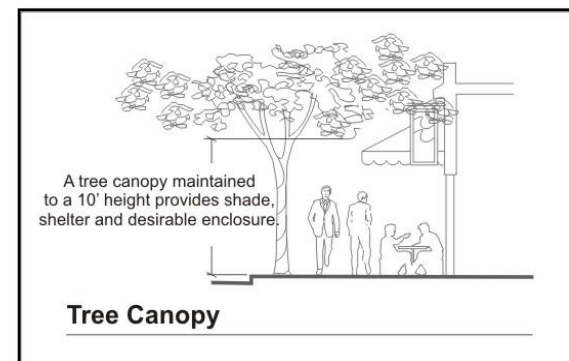 A tree canopy maintained
to a 10' height provides shade,
shelter and desirable enclosure.
Tree Canopy